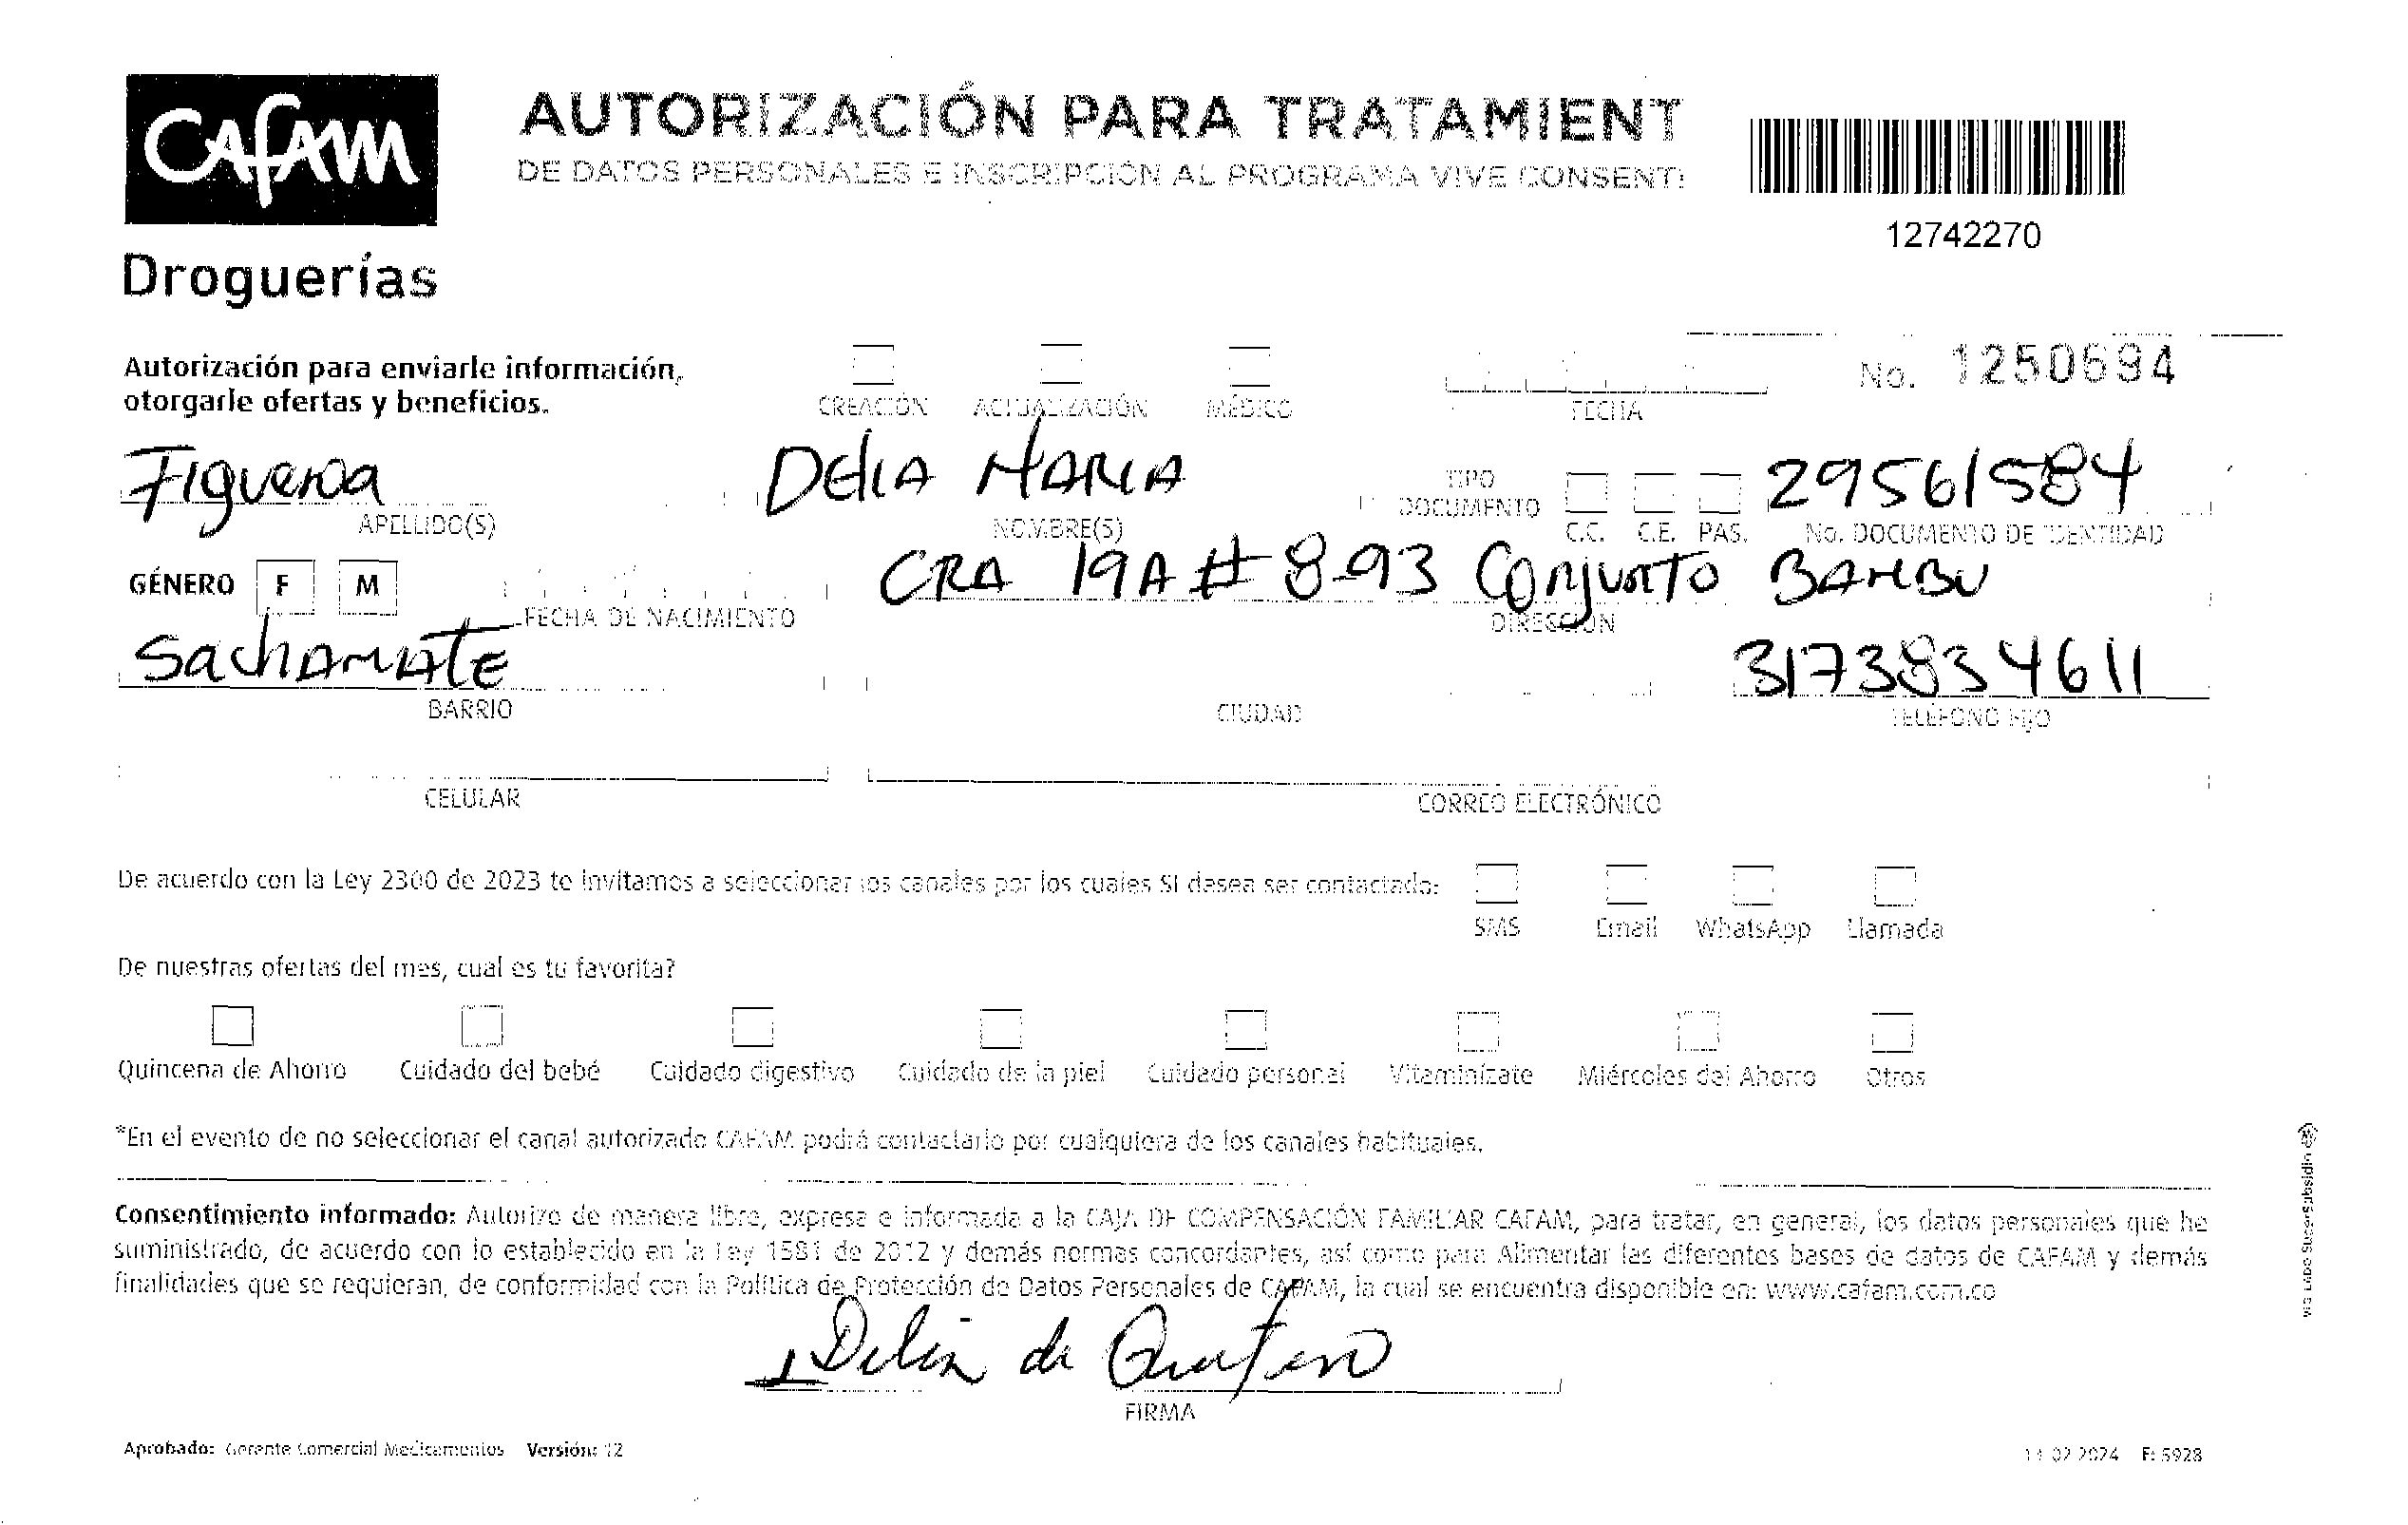 Cafam
Droguerías
AUTORIZACIÓN PARA TRATAMIENT
DE DATOS PERSONALES E INSCRIPCIÓN AL PROGRAMA VIVE CONSENTI
12742270
Autorización para enviarle información,
otorgarle ofertas y beneficios.
CREACIÓN ACTUALIZACIÓN MÉDICO FECHA No. 1250694
Figueroa DELIA MARIA 29561584
APELLIDO(S) NOMBRE(S) TIPO DOCUMENTO C.C. C.E. PAS. No. DOCUMENTO DE IDENTIDAD
GÉNERO F M CRA 19A # 8-93 Conjunto BAMBU
FECHA DE NACIMIENTO DIRECCIÓN
SachAMATE 3173834611
BARRIO CIUDAD TELÉFONO FIJO
CELULAR CORREO ELECTRÓNICO
De acuerdo con la Ley 2300 de 2023 te invitamos a seleccionar los canales por los cuales SI desea ser contactado:
SMS Email WhatsApp Llamada
De nuestras ofertas del mes, cual es tu favorita?
Quincena de Ahorro Cuidado del bebé Cuidado digestivo Cuidado de la piel Cuidado personal Vitaminízate Miércoles del Ahorro Otros
*En el evento de no seleccionar el canal autorizado CAFAM podrá contactarlo por cualquiera de los canales habituales.
Consentimiento informado: Autorizo de manera libre, expresa e informada a la CAJA DE COMPENSACIÓN FAMILIAR CAFAM, para tratar, en general, los datos personales que he
suministrado, de acuerdo con lo establecido en la Ley 1581 de 2012 y demás normas concordantes, así como para Alimentar las diferentes bases de datos de CAFAM y demás
finalidades que se requieran, de conformidad con la Política de Protección de Datos Personales de CAFAM, la cual se encuentra disponible en: www.cafam.com.co
Delia de
FIRMA
Aprobado: Gerente Comercial Medicamentos Versión: 12
14 02 2024 F: 5928
VIGILADO SuperSubsidio